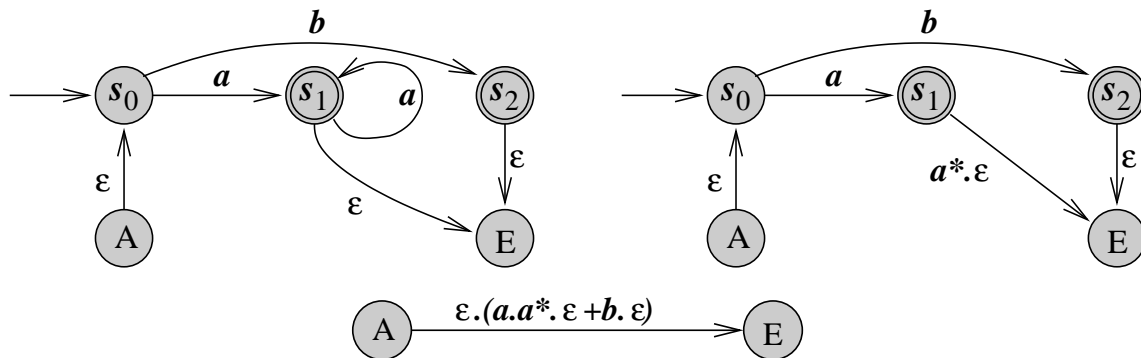 b b
s₀ a s₁ a s₂ s₀ a s₁ s₂
ε ε ε ε a*.ε ε
A E A E
A ε.(a.a*.ε+b.ε) E